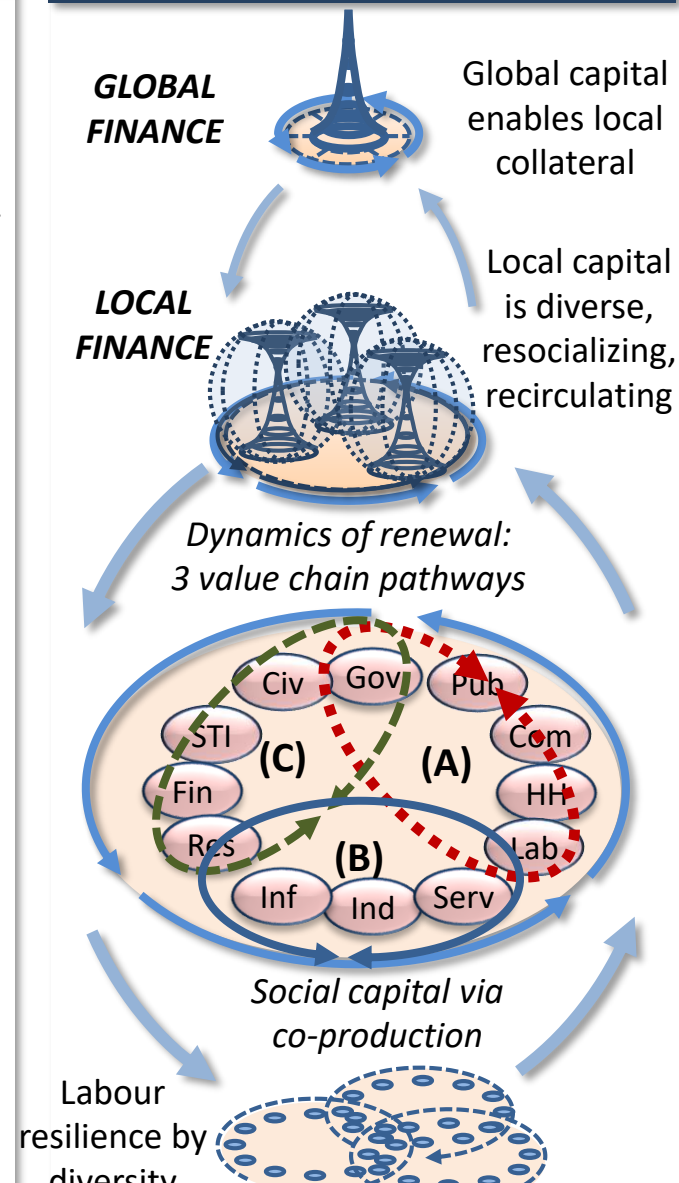 GLOBAL
FINANCE
Global capital
enables local
collateral
LOCAL
FINANCE
Local capital
is diverse,
resocializing,
recirculating
Dynamics of renewal:
3 value chain pathways
Civ
Gov
Pub
STI
(C)
(A)
Com
Fin
HH
Res
(B)
Lab
Inf
Ind
Serv
Social capital via
co-production
Labour
resilience by
diversity